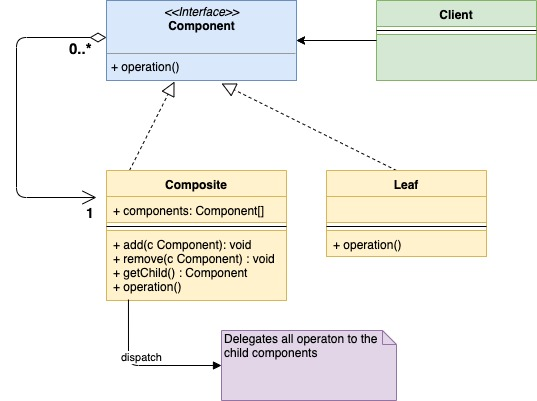 <<Interface>>
Component
Client
0..*
+ operation()
Composite
Leaf
+ components: Component[]
1
+ add(c Component): void
+ operation()
+ remove(c Component) : void
+ getChild() : Component
+ operation()
Delegates all operaton to the
child components
dispatch